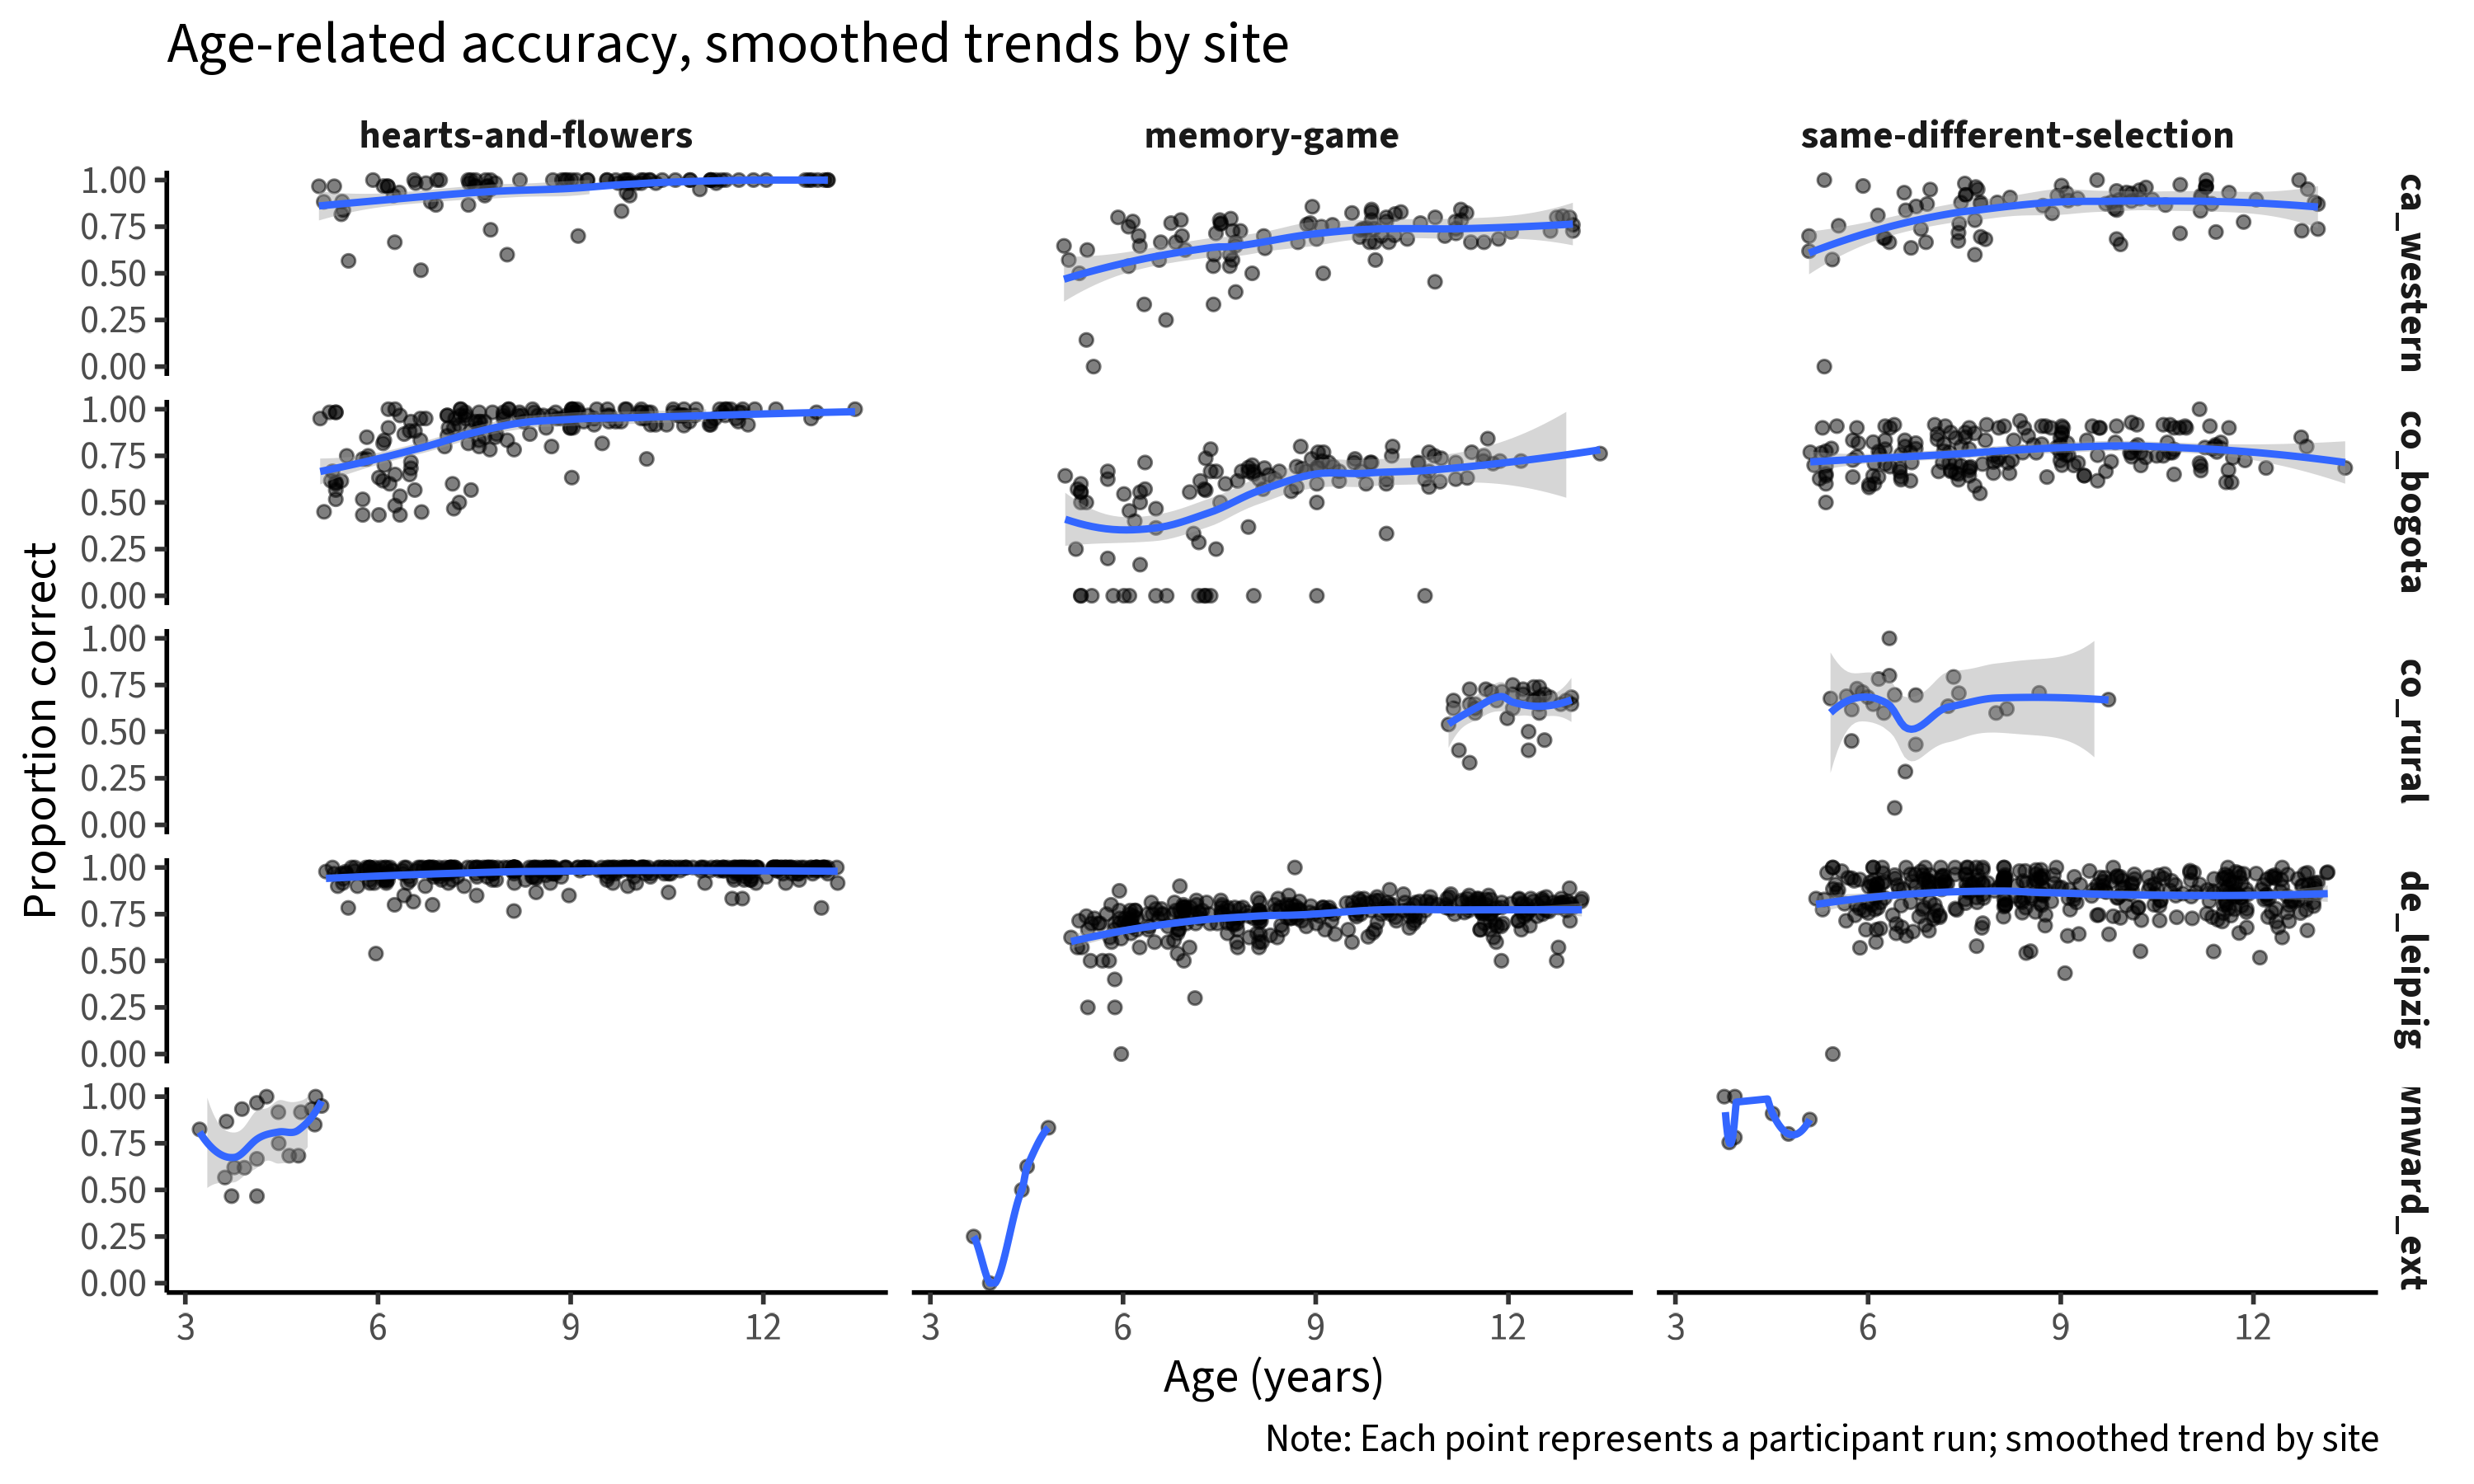 Age-related accuracy, smoothed trends by site
hearts-and-flowers
memory-game
same-different-selection
Proportion correct
1.00
0.75
0.50
0.25
0.00
ca_western
1.00
0.75
0.50
0.25
0.00
co_bogota
1.00
0.75
0.50
0.25
0.00
co_rural
1.00
0.75
0.50
0.25
0.00
de_leipzig
1.00
0.75
0.50
0.25
0.00
wnward_ext
3 6 9 12
3 6 9 12
3 6 9 12
Age (years)
Note: Each point represents a participant run; smoothed trend by site